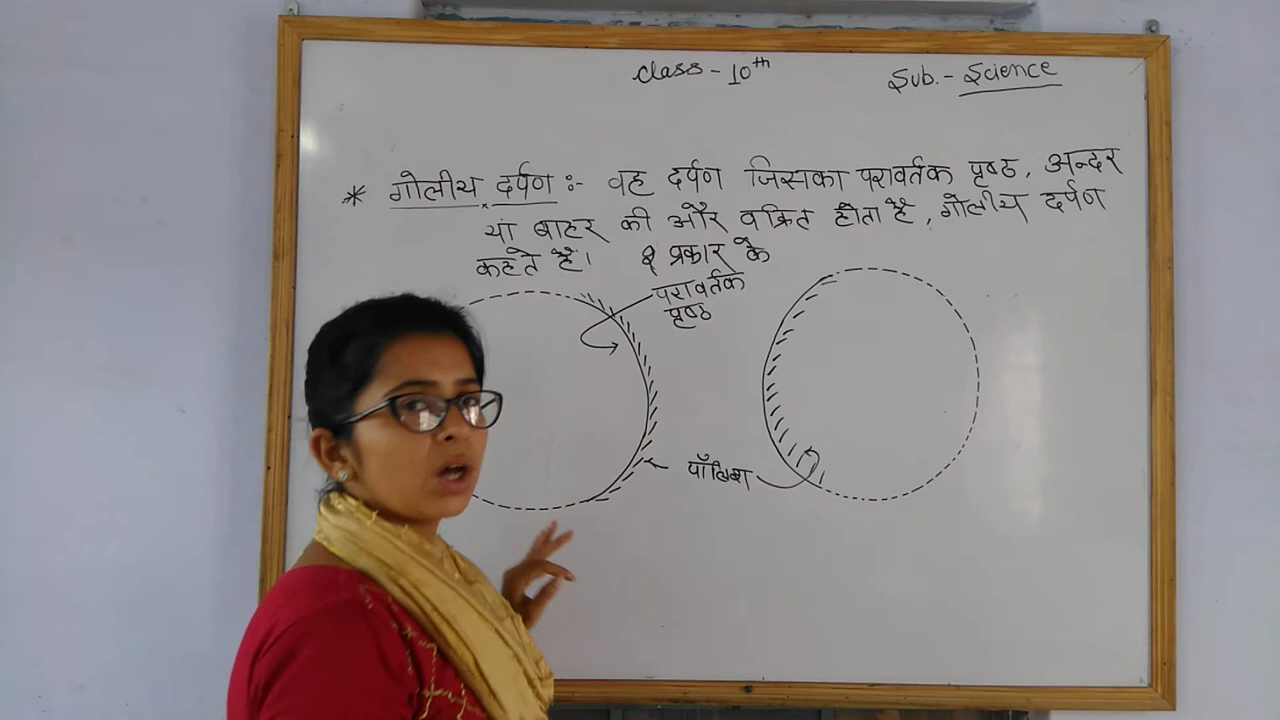 Class - 10th
Sub. - Science
* गोलीय दर्पण :- वह दर्पण जिसका परावर्तक पृष्ठ, अन्दर
यां बाहर की और वक्रित होता है, गोलीय दर्पण
कहते हैं। 2 प्रकार के
परावर्तक
पृष्ठ
पॉलिश